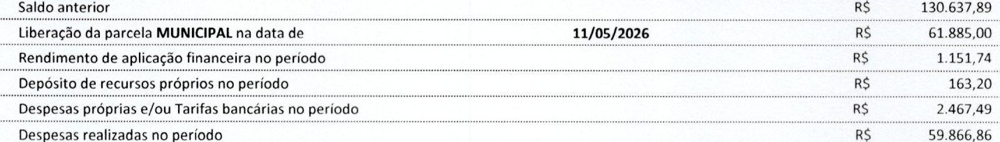 Saldo anterior R$ 130.637,89
Liberação da parcela MUNICIPAL na data de 11/05/2026 R$ 61.885,00
Rendimento de aplicação financeira no período R$ 1.151,74
Depósito de recursos próprios no período R$ 163,20
Despesas próprias e/ou Tarifas bancárias no período R$ 2.467,49
Despesas realizadas no período R$ 59.866,86